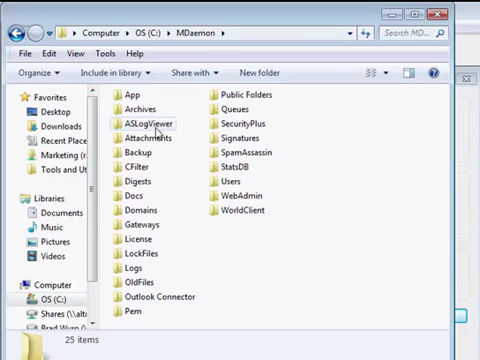 Computer ▸ OS (C:) ▸ MDaemon ▸
Search MD...
File Edit View Tools Help
Organize Include in library Share with New folder
Favorites
Desktop
Downloads
Recent Place
Marketing (
Tools and Ut
Libraries
Documents
Music
Pictures
Videos
Computer
OS (C:)
Shares (\\alt
Brad Wyro (
App
Archives
ASLogViewer
Attachments
Backup
CFilter
Digests
Docs
Domains
Gateways
License
LockFiles
Logs
OldFiles
Outlook Connector
Pem
Public Folders
Queues
SecurityPlus
Signatures
SpamAssassin
StatsDB
Users
WebAdmin
WorldClient
25 items